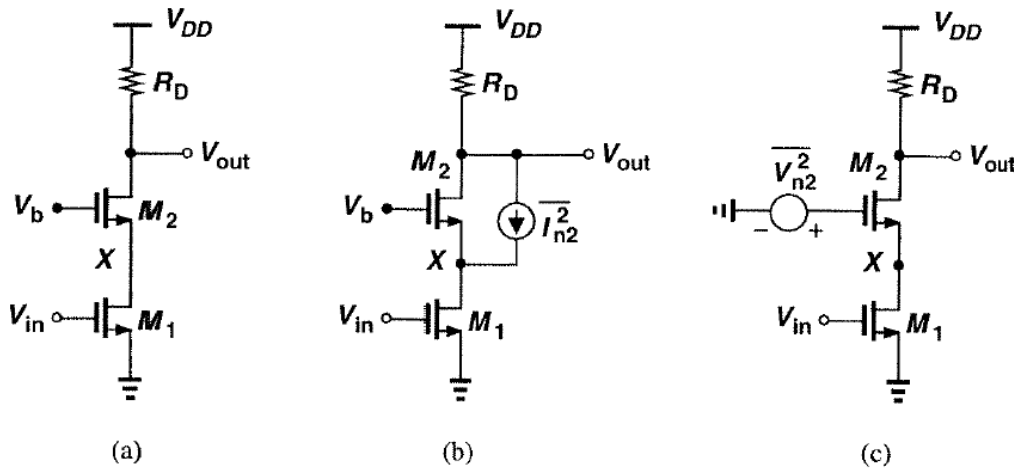 V_DD
R_D
V_out
V_b
M_2
X
V_in
M_1
(a)
V_DD
R_D
M_2
V_out
V_b
I_n2^2
X
V_in
M_1
(b)
V_DD
R_D
V_n2^2
M_2
V_out
− +
X
V_in
M_1
(c)